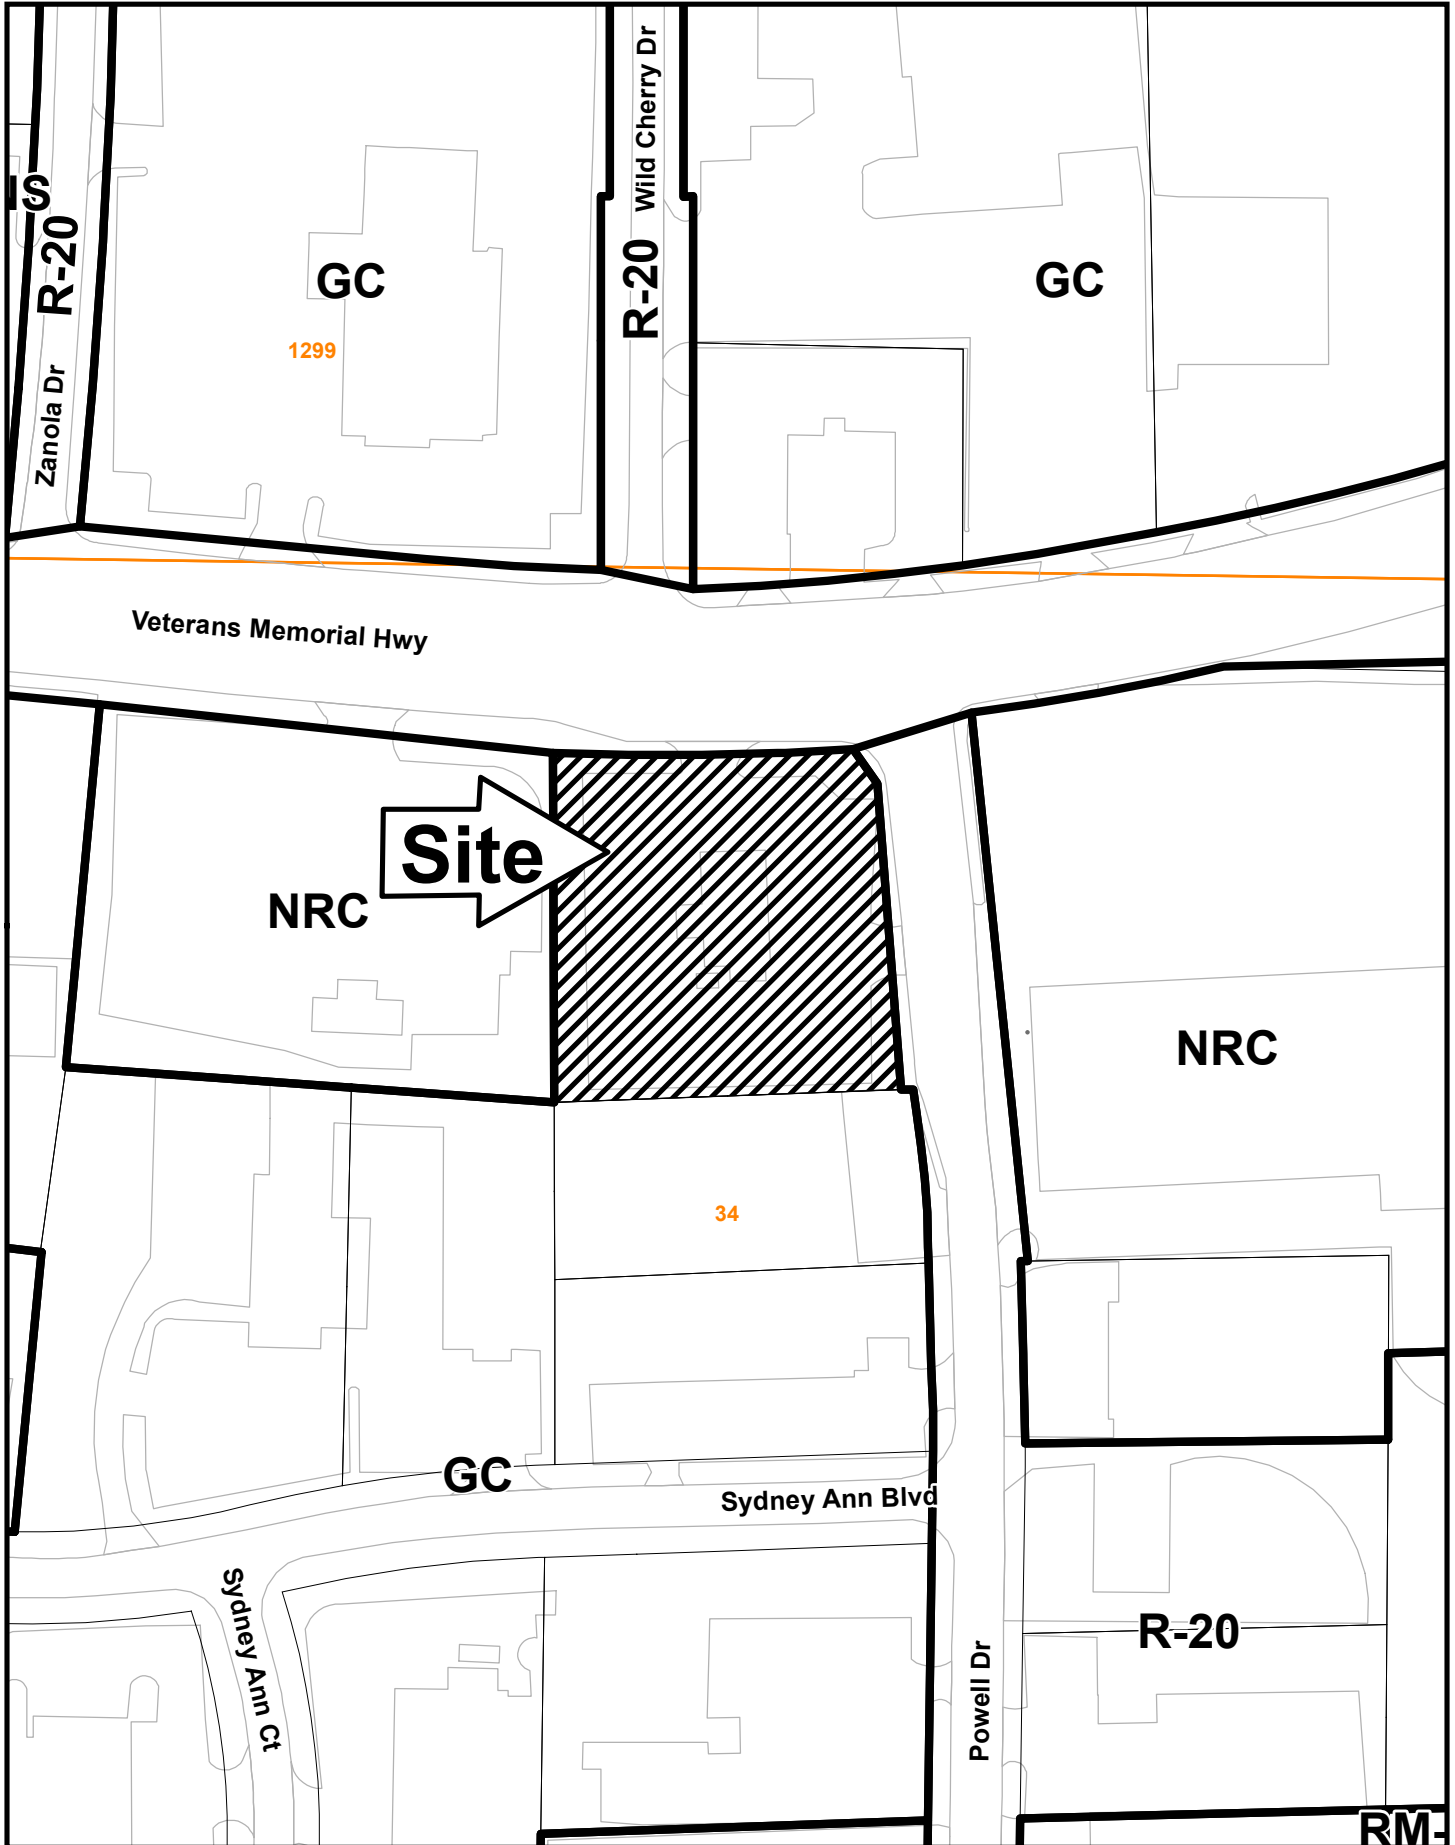 Wild Cherry Dr
R-20
GC
R-20
GC
1299
Zanola Dr
Veterans Memorial Hwy
Site
NRC
NRC
34
GC
Sydney Ann Blvd
Sydney Ann Ct
R-20
Powell Dr
RM-